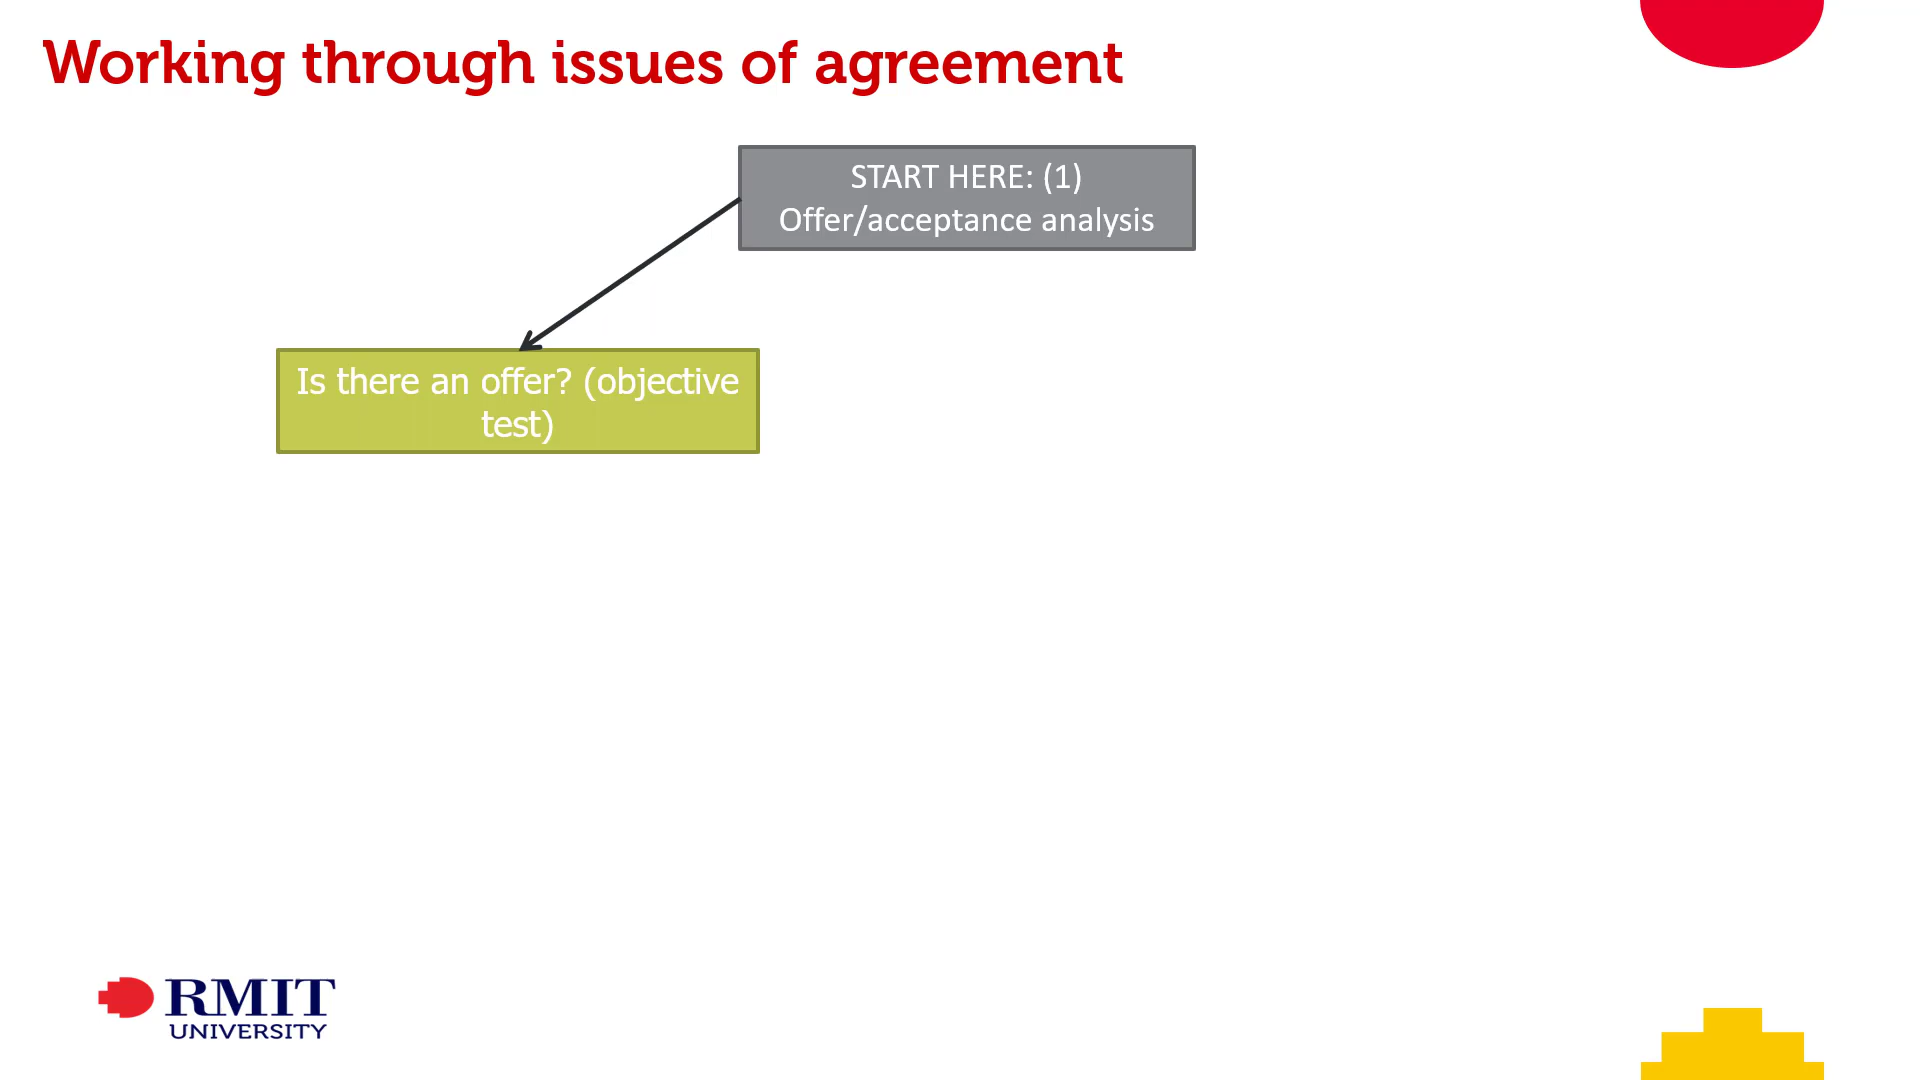 Working through issues of agreement
START HERE: (1)
Offer/acceptance analysis
Is there an offer? (objective
test)
RMIT
UNIVERSITY